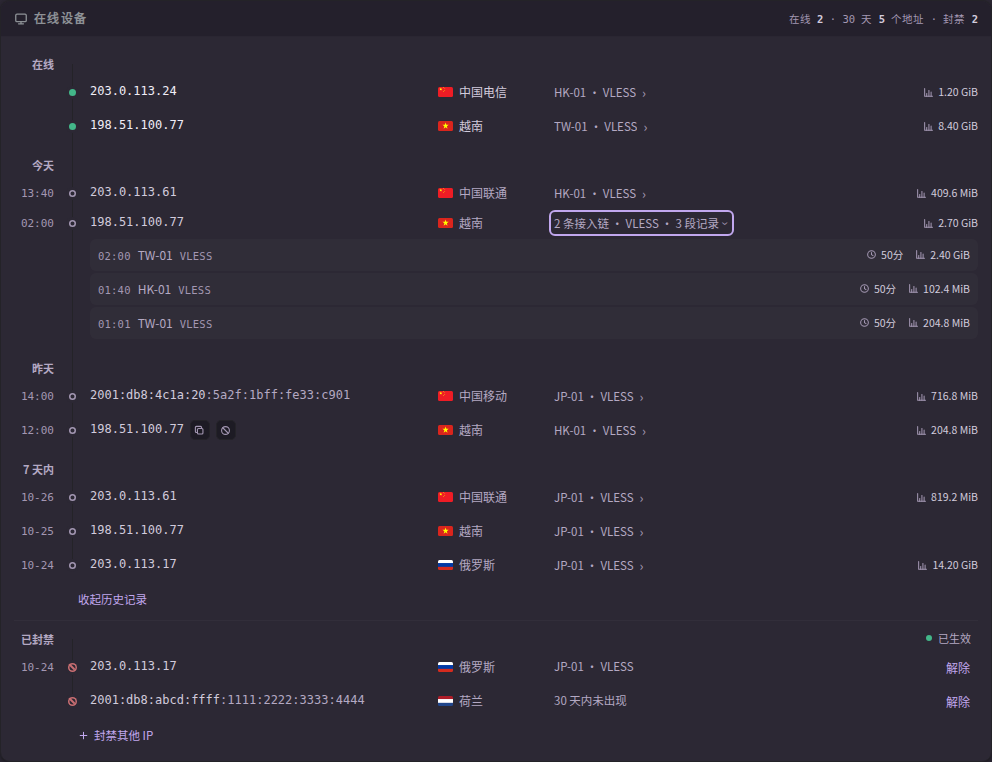 在线设备 在线 2 · 30 天 5 个地址 · 封禁 2
在线
203.0.113.24 中国电信 HK-01 • VLESS › 1.20 GiB
198.51.100.77 越南 TW-01 • VLESS › 8.40 GiB
今天
13:40 203.0.113.61 中国联通 HK-01 • VLESS › 409.6 MiB
02:00 198.51.100.77 越南 2 条接入链 • VLESS • 3 段记录 2.70 GiB
02:00 TW-01 VLESS 50分 2.40 GiB
01:40 HK-01 VLESS 50分 102.4 MiB
01:01 TW-01 VLESS 50分 204.8 MiB
昨天
14:00 2001:db8:4c1a:20:5a2f:1bff:fe33:c901 中国移动 JP-01 • VLESS › 716.8 MiB
12:00 198.51.100.77 越南 HK-01 • VLESS › 204.8 MiB
7 天内
10-26 203.0.113.61 中国联通 JP-01 • VLESS › 819.2 MiB
10-25 198.51.100.77 越南 JP-01 • VLESS ›
10-24 203.0.113.17 俄罗斯 JP-01 • VLESS › 14.20 GiB
收起历史记录
已封禁 已生效
10-24 203.0.113.17 俄罗斯 JP-01 • VLESS 解除
2001:db8:abcd:ffff:1111:2222:3333:4444 荷兰 30 天内未出现 解除
+ 封禁其他 IP